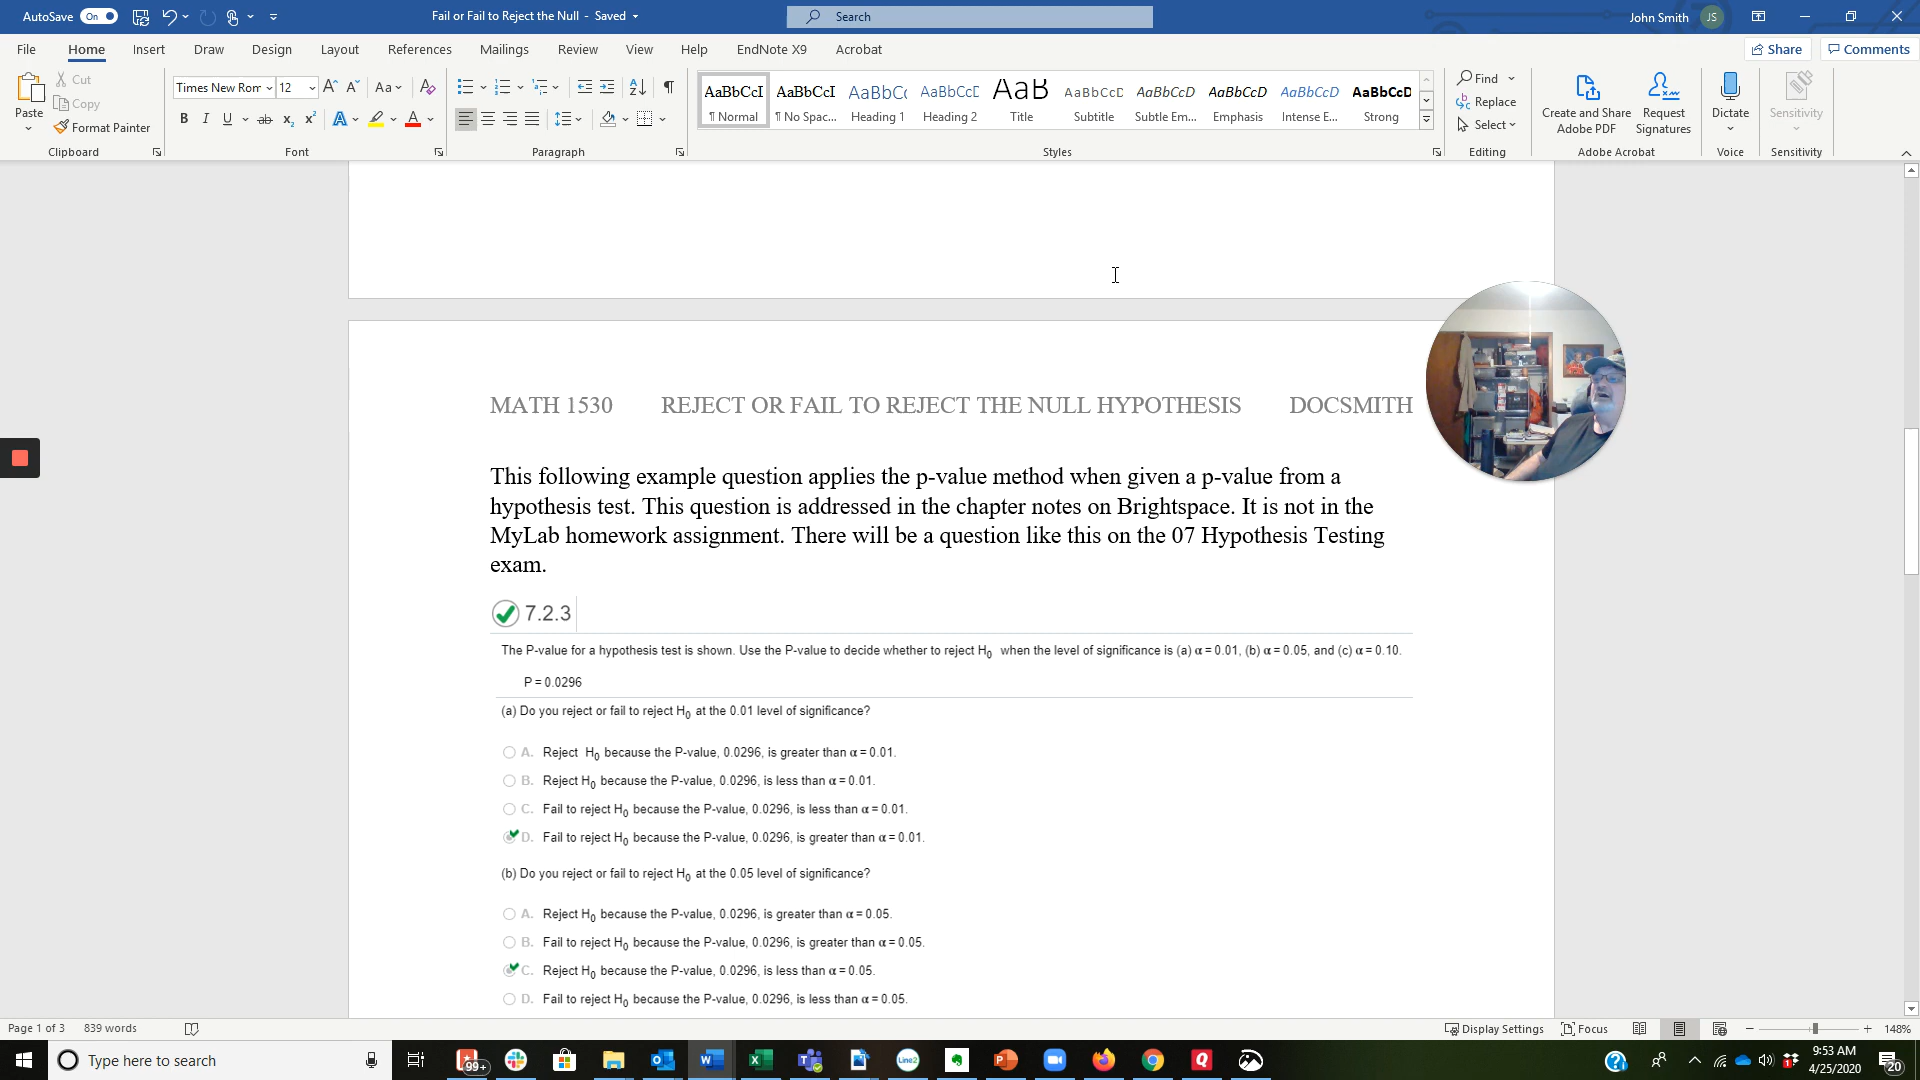 AutoSave On Fail or Fail to Reject the Null - Saved Search John Smith JS
File Home Insert Draw Design Layout References Mailings Review View Help EndNote X9 Acrobat Share Comments
Paste Cut Copy Format Painter Clipboard
Times New Ror 12 Aa Font
Paragraph
AaBbCcI AaBbCcI AaBbCc AaBbCcE AaB AaBbCcD AaBbCcD AaBbCcD AaBbCcD AaBbCcD
¶ Normal ¶ No Spac... Heading 1 Heading 2 Title Subtitle Subtle Em... Emphasis Intense E... Strong
Styles
Find Replace Select Editing
Create and Share Adobe PDF Request Signatures Adobe Acrobat
Dictate Voice
Sensitivity Sensitivity
MATH 1530 REJECT OR FAIL TO REJECT THE NULL HYPOTHESIS DOCSMITH
This following example question applies the p-value method when given a p-value from a
hypothesis test. This question is addressed in the chapter notes on Brightspace. It is not in the
MyLab homework assignment. There will be a question like this on the 07 Hypothesis Testing
exam.
7.2.3
The P-value for a hypothesis test is shown. Use the P-value to decide whether to reject H0 when the level of significance is (a) α = 0.01, (b) α = 0.05, and (c) α = 0.10.
P = 0.0296
(a) Do you reject or fail to reject H0 at the 0.01 level of significance?
A. Reject H0 because the P-value, 0.0296, is greater than α = 0.01.
B. Reject H0 because the P-value, 0.0296, is less than α = 0.01.
C. Fail to reject H0 because the P-value, 0.0296, is less than α = 0.01.
D. Fail to reject H0 because the P-value, 0.0296, is greater than α = 0.01.
(b) Do you reject or fail to reject H0 at the 0.05 level of significance?
A. Reject H0 because the P-value, 0.0296, is greater than α = 0.05.
B. Fail to reject H0 because the P-value, 0.0296, is greater than α = 0.05.
C. Reject H0 because the P-value, 0.0296, is less than α = 0.05.
D. Fail to reject H0 because the P-value, 0.0296, is less than α = 0.05.
Page 1 of 3 839 words Display Settings Focus 148%
Type here to search 99+ Line2 9:53 AM
4/25/2020 20